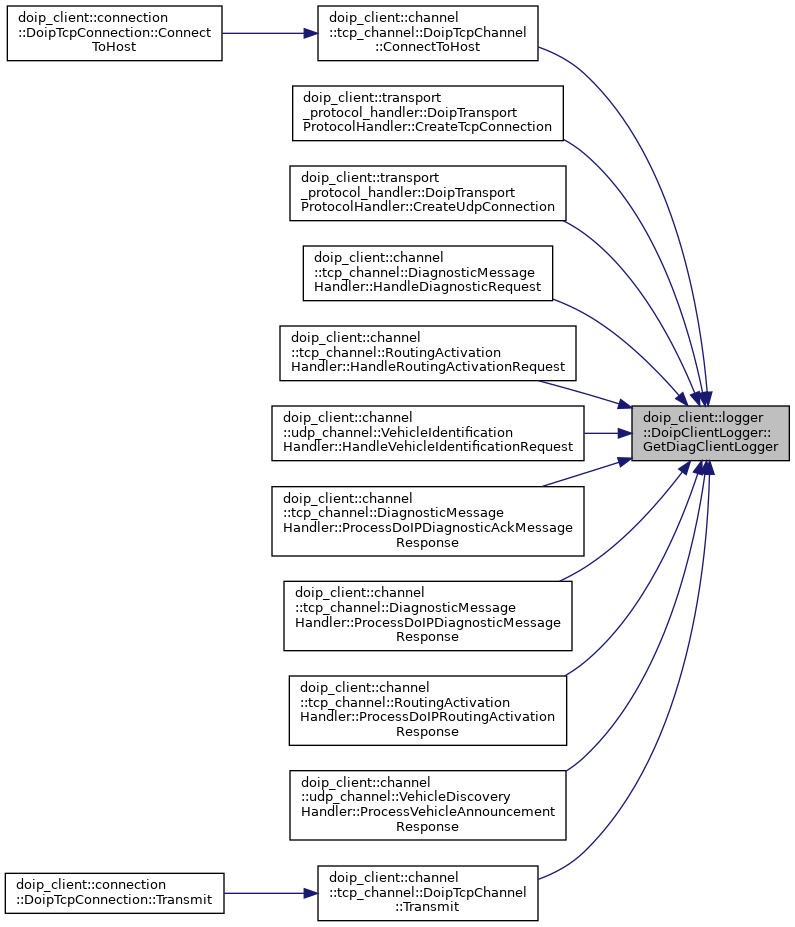 doip_client::connection
::DoipTcpConnection::Connect
ToHost
doip_client::channel
::tcp_channel::DoipTcpChannel
::ConnectToHost
doip_client::transport
_protocol_handler::DoipTransport
ProtocolHandler::CreateTcpConnection
doip_client::transport
_protocol_handler::DoipTransport
ProtocolHandler::CreateUdpConnection
doip_client::channel
::tcp_channel::DiagnosticMessage
Handler::HandleDiagnosticRequest
doip_client::channel
::tcp_channel::RoutingActivation
Handler::HandleRoutingActivationRequest
doip_client::channel
::udp_channel::VehicleIdentification
Handler::HandleVehicleIdentificationRequest
doip_client::logger
::DoipClientLogger::
GetDiagClientLogger
doip_client::channel
::tcp_channel::DiagnosticMessage
Handler::ProcessDoIPDiagnosticAckMessage
Response
doip_client::channel
::tcp_channel::DiagnosticMessage
Handler::ProcessDoIPDiagnosticMessage
Response
doip_client::channel
::tcp_channel::RoutingActivation
Handler::ProcessDoIPRoutingActivation
Response
doip_client::channel
::udp_channel::VehicleDiscovery
Handler::ProcessVehicleAnnouncement
Response
doip_client::connection
::DoipTcpConnection::Transmit
doip_client::channel
::tcp_channel::DoipTcpChannel
::Transmit